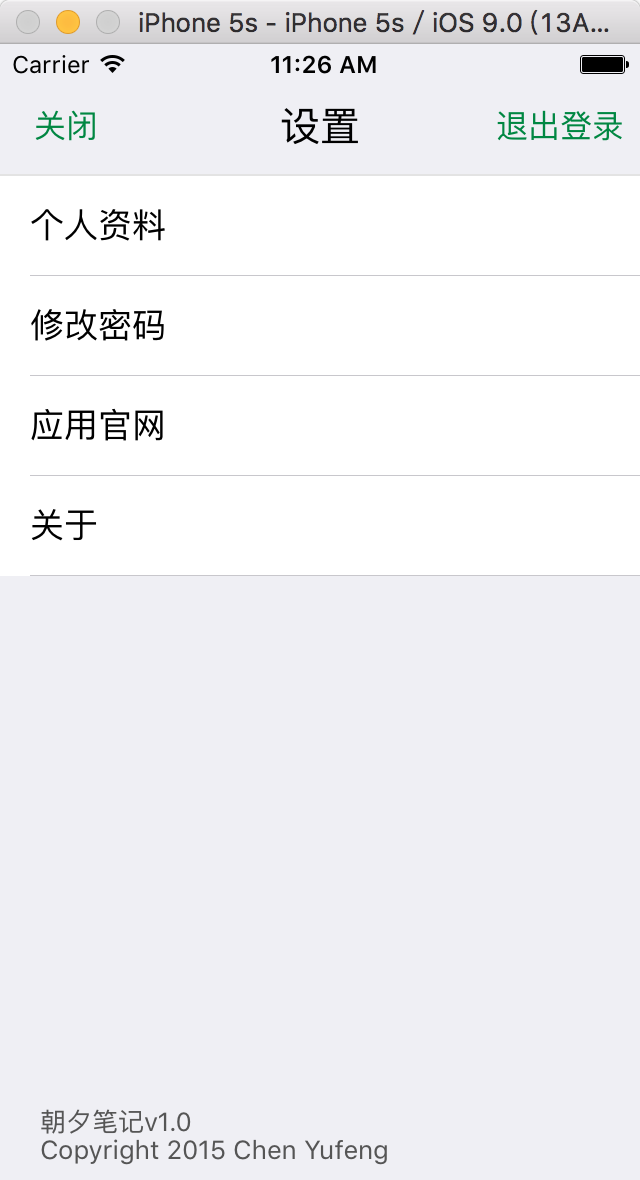 iPhone 5s - iPhone 5s / iOS 9.0 (13A...
Carrier 11:26 AM
关闭 设置 退出登录
个人资料
修改密码
应用官网
关于
朝夕笔记v1.0
Copyright 2015 Chen Yufeng